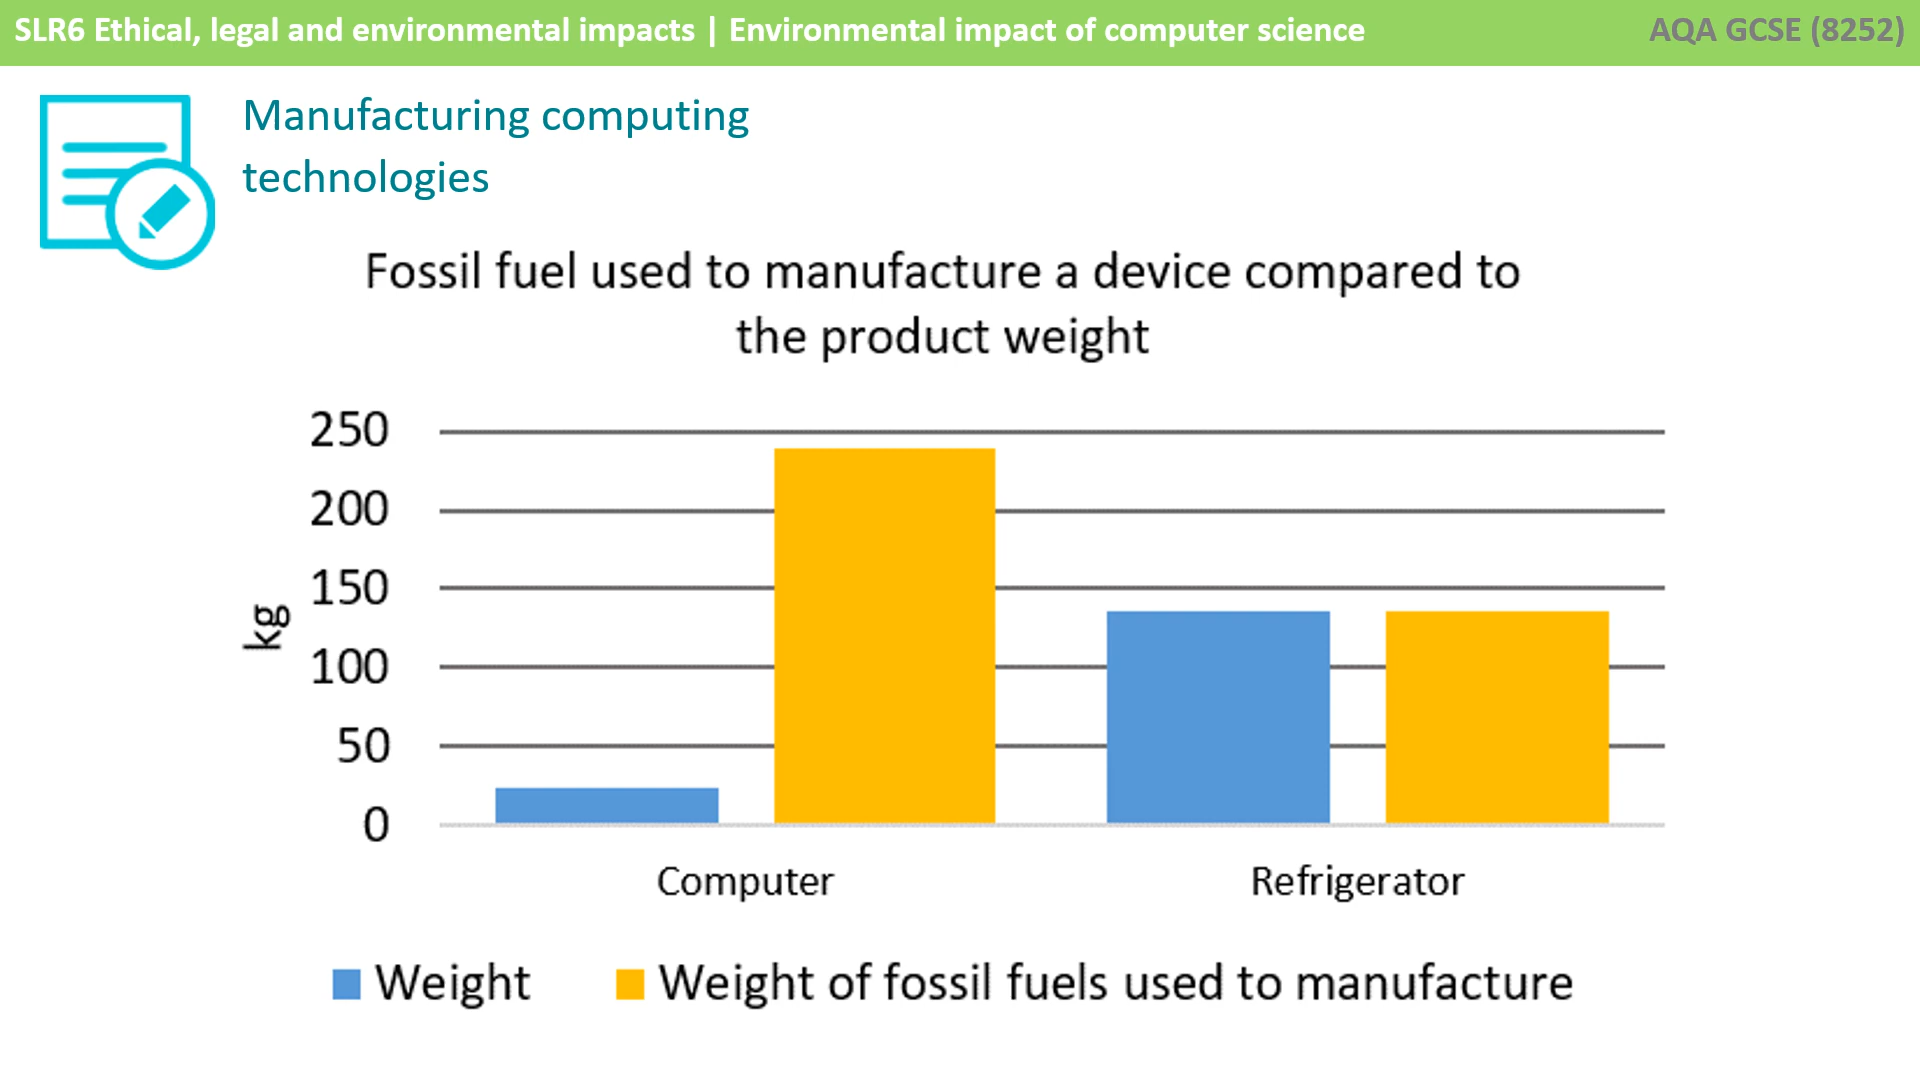 SLR6 Ethical, legal and environmental impacts | Environmental impact of computer science
AQA GCSE (8252)
Manufacturing computing
technologies
Fossil fuel used to manufacture a device compared to
the product weight
250
200
150
100
50
0
kg
Computer
Refrigerator
Weight
Weight of fossil fuels used to manufacture